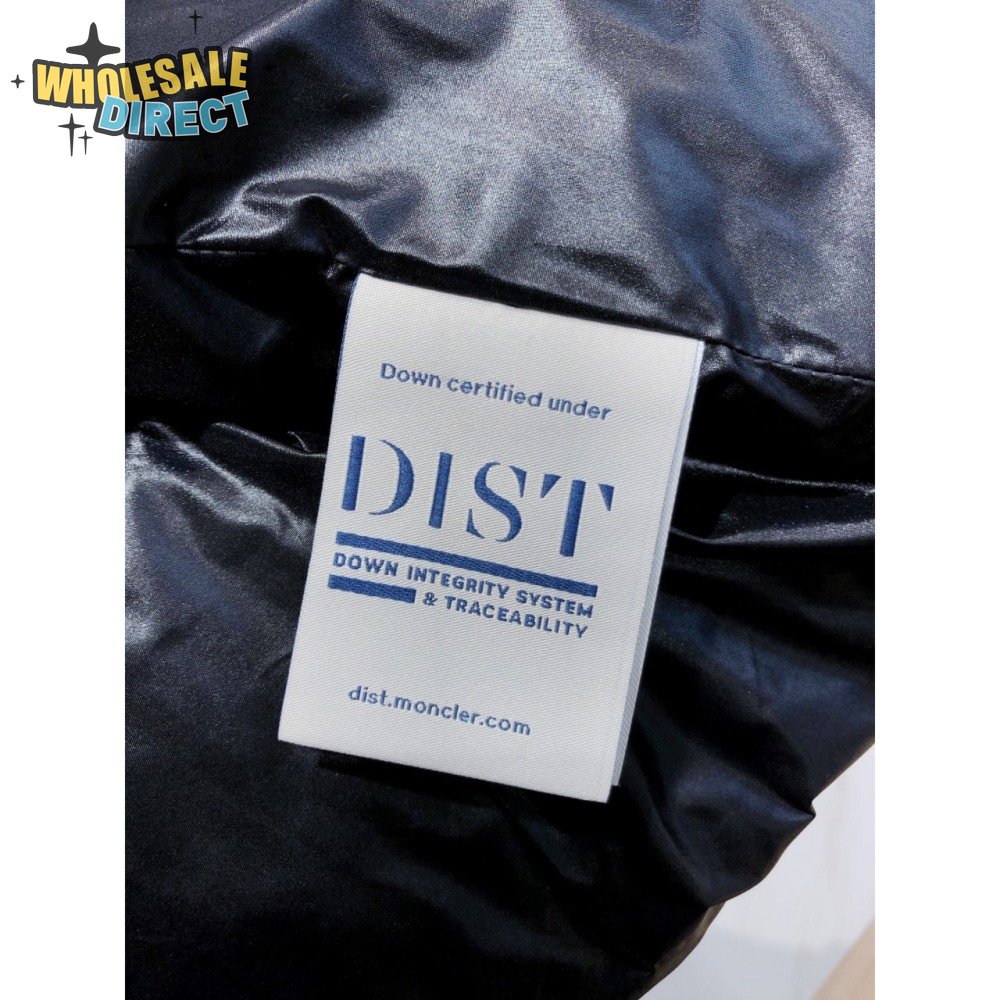 WHOLESALE
DIRECT
Down certified under
DIST
DOWN INTEGRITY SYSTEM
& TRACEABILITY
dist.moncler.com